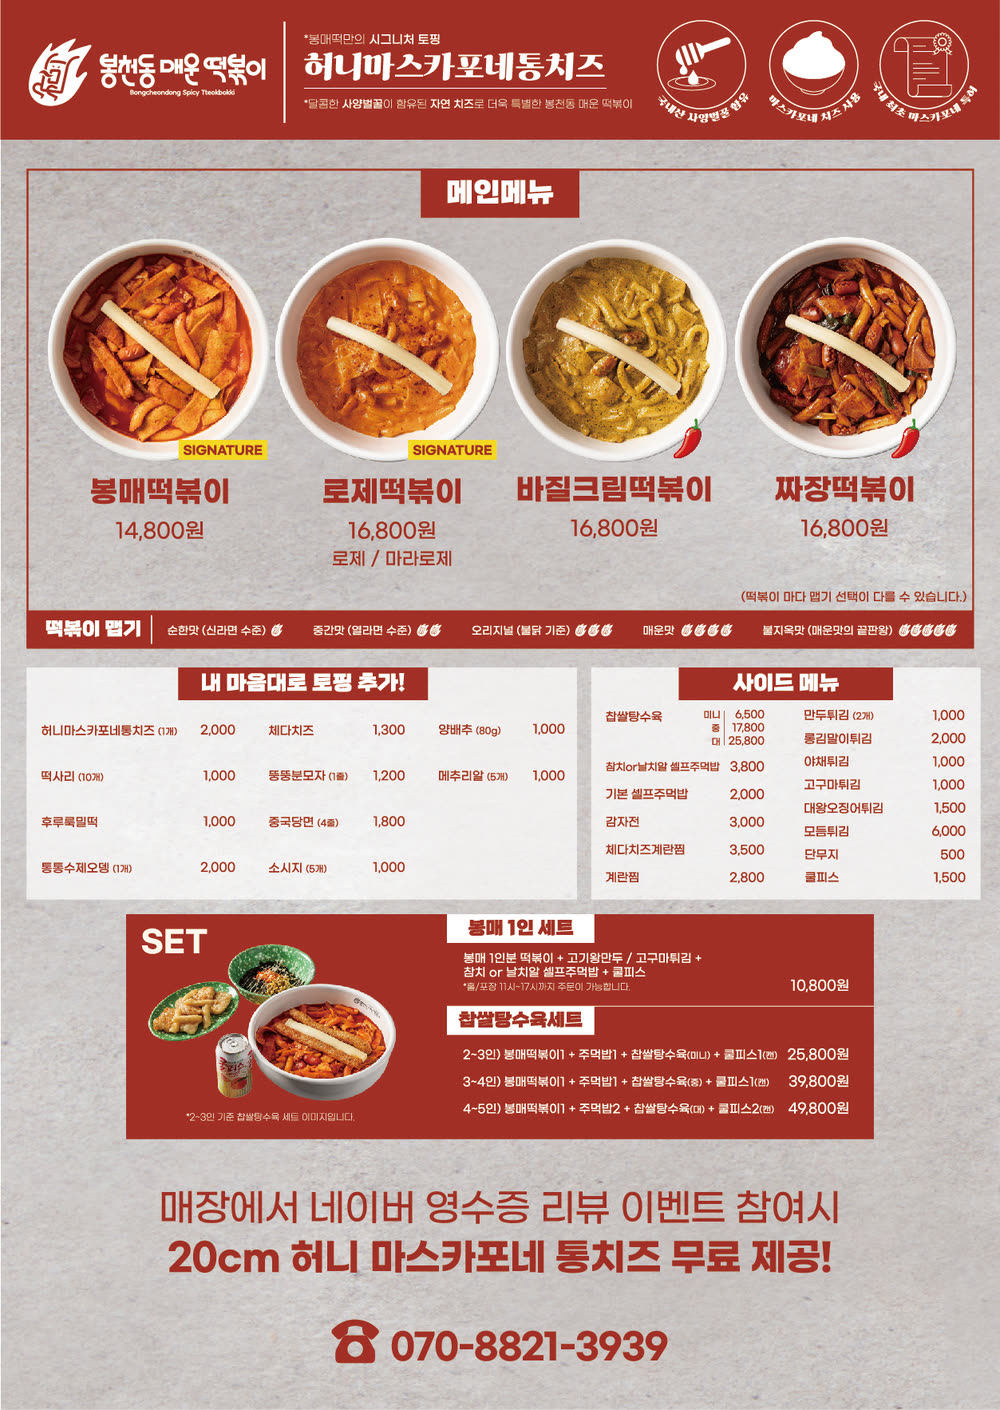 봉천동 매운 떡볶이
Bongcheondong Spicy Tteokbokki
*봉매떡만의 시그니처 토핑
허니마스카포네통치즈
*달콤한 사양벌꿀이 함유된 자연 치즈로 더욱 특별한 봉천동 매운 떡볶이
국내산 사양벌꿀 함유
마스카포네 치즈 사용
국내 최초 마스카포네 특허
메인메뉴
SIGNATURE
SIGNATURE
봉매떡볶이
14,800원
로제떡볶이
16,800원
로제 / 마라로제
바질크림떡볶이
16,800원
짜장떡볶이
16,800원
(떡볶이 마다 맵기 선택이 다를 수 있습니다.)
떡볶이 맵기
순한맛 (신라면 수준)
중간맛 (열라면 수준)
오리지널 (불닭 기준)
매운맛
불지옥맛 (매운맛의 끝판왕)
내 마음대로 토핑 추가!
허니마스카포네통치즈 (1개) 2,000
떡사리 (10개) 1,000
후루룩밀떡 1,000
통통수제오뎅 (1개) 2,000
체다치즈 1,300
뚱뚱분모자 (1줄) 1,200
중국당면 (4줄) 1,800
소시지 (5개) 1,000
양배추 (80g) 1,000
메추리알 (5개) 1,000
사이드 메뉴
찹쌀탕수육 미니 6,500
중 17,800
대 25,800
참치or날치알 셀프주먹밥 3,800
기본 셀프주먹밥 2,000
감자전 3,000
체다치즈계란찜 3,500
계란찜 2,800
만두튀김 (2개) 1,000
롱김말이튀김 2,000
야채튀김 1,000
고구마튀김 1,000
대왕오징어튀김 1,500
모듬튀김 6,000
단무지 500
쿨피스 1,500
SET
*2~3인 기준 찹쌀탕수육 세트 이미지입니다.
봉매 1인 세트
봉매 1인분 떡볶이 + 고기왕만두 / 고구마튀김 +
참치 or 날치알 셀프주먹밥 + 쿨피스
*홀/포장 11시~17시까지 주문이 가능합니다.
10,800원
찹쌀탕수육세트
2~3인) 봉매떡볶이1 + 주먹밥1 + 찹쌀탕수육(미니) + 쿨피스1(캔) 25,800원
3~4인) 봉매떡볶이1 + 주먹밥1 + 찹쌀탕수육(중) + 쿨피스1(캔) 39,800원
4~5인) 봉매떡볶이1 + 주먹밥2 + 찹쌀탕수육(대) + 쿨피스2(캔) 49,800원
매장에서 네이버 영수증 리뷰 이벤트 참여시
20cm 허니 마스카포네 통치즈 무료 제공!
070-8821-3939